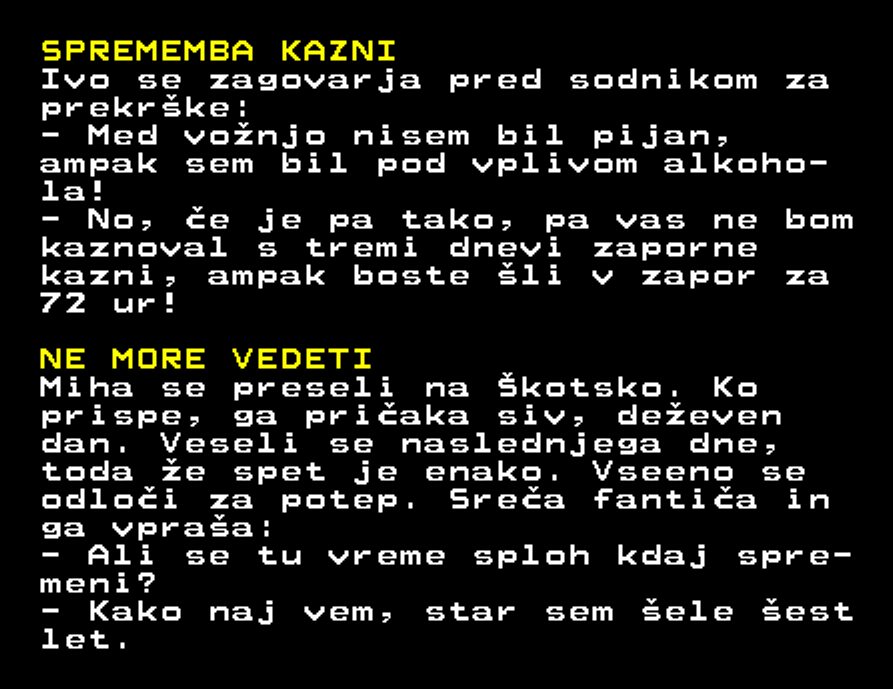 SPREMEMBA KAZNI
Ivo se zagovarja pred sodnikom za
prekrške:
- Med vožnjo nisem bil pijan,
ampak sem bil pod vplivom alkoho-
la!
- No, če je pa tako, pa vas ne bom
kaznoval s tremi dnevi zaporne
kazni, ampak boste šli v zapor za
72 ur!
NE MORE VEDETI
Miha se preseli na Škotsko. Ko
prispe, ga pričaka siv, deževen
dan. Veseli se naslednjega dne,
toda že spet je enako. Vseeno se
odloči za potep. Sreča fantiča in
ga vpraša:
- Ali se tu vreme sploh kdaj spre-
meni?
- Kako naj vem, star sem šele šest
let.